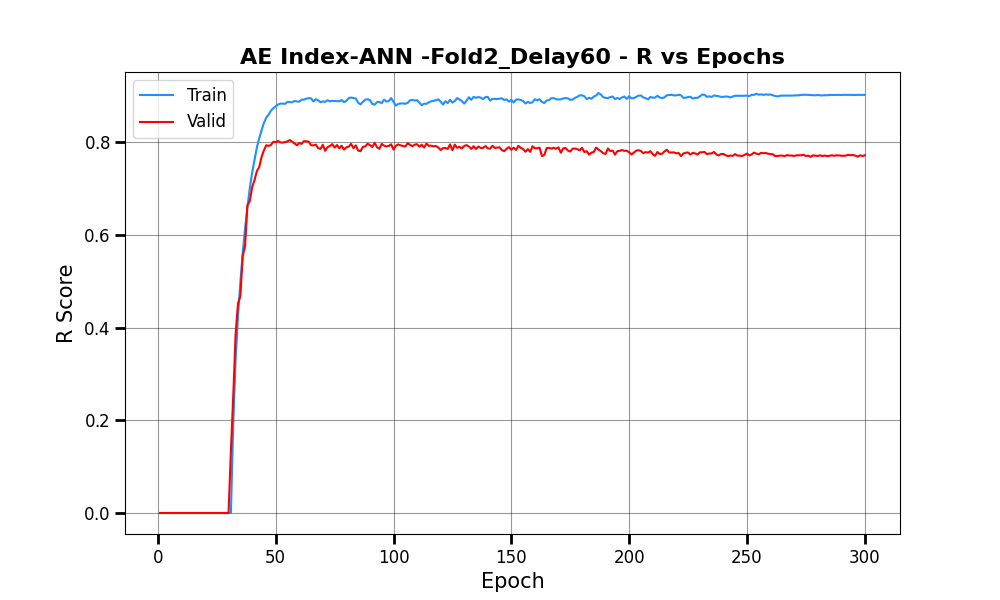 AE Index-ANN -Fold2_Delay60 - R vs Epochs
Train
Valid
R Score
0.8
0.6
0.4
0.2
0.0
0 50 100 150 200 250 300
Epoch